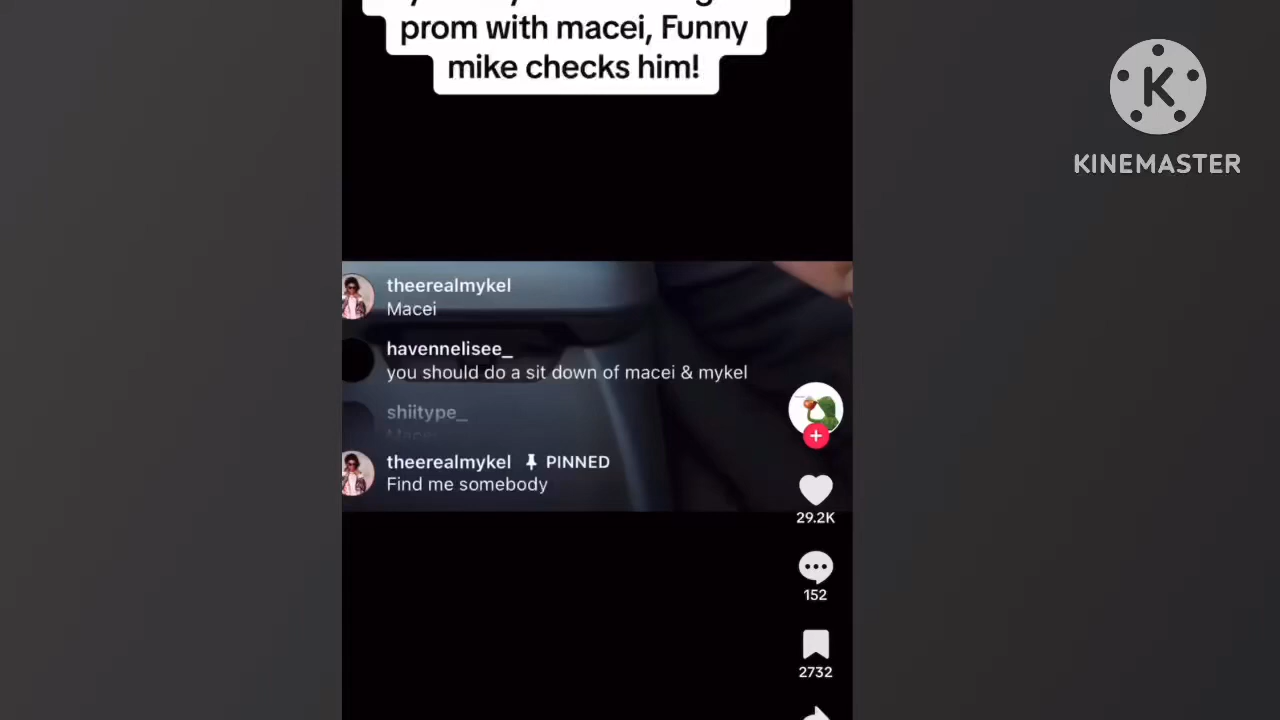 prom with macei, Funny
mike checks him!
K
KINEMASTER
theerealmykel
Macei
havennelisee_
you should do a sit down of macei & mykel
shiitype_
theerealmykel PINNED
Find me somebody
29.2K
152
2732